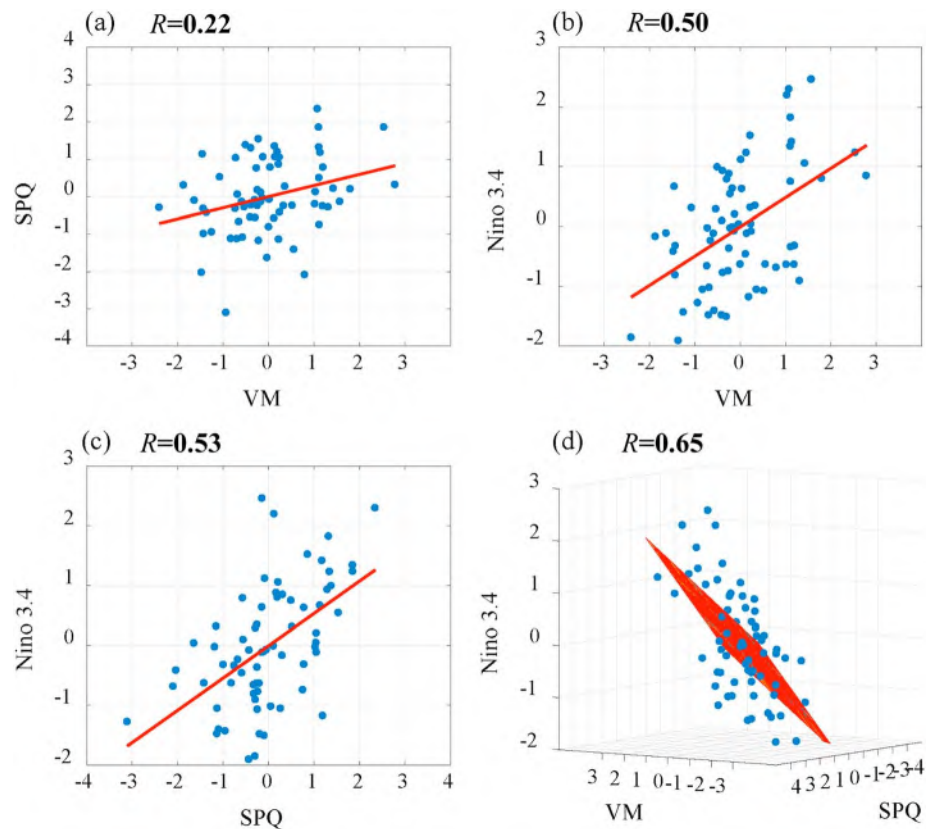 (a) R=0.22
4
3
2
1
0
-1
-2
-3
-4
SPQ
-3 -2 -1 0 1 2 3
VM
(b) R=0.50
3
2
1
0
-1
-2
Nino 3.4
-3 -2 -1 0 1 2 3
VM
(c) R=0.53
3
2
1
0
-1
-2
Nino 3.4
-4 -3 -2 -1 0 1 2 3 4
SPQ
(d) R=0.65
3
2
1
0
-1
-2
Nino 3.4
3 2 1 0 -1 -2 -3
VM
4 3 2 1 0 -1 -2 -3 -4
SPQ